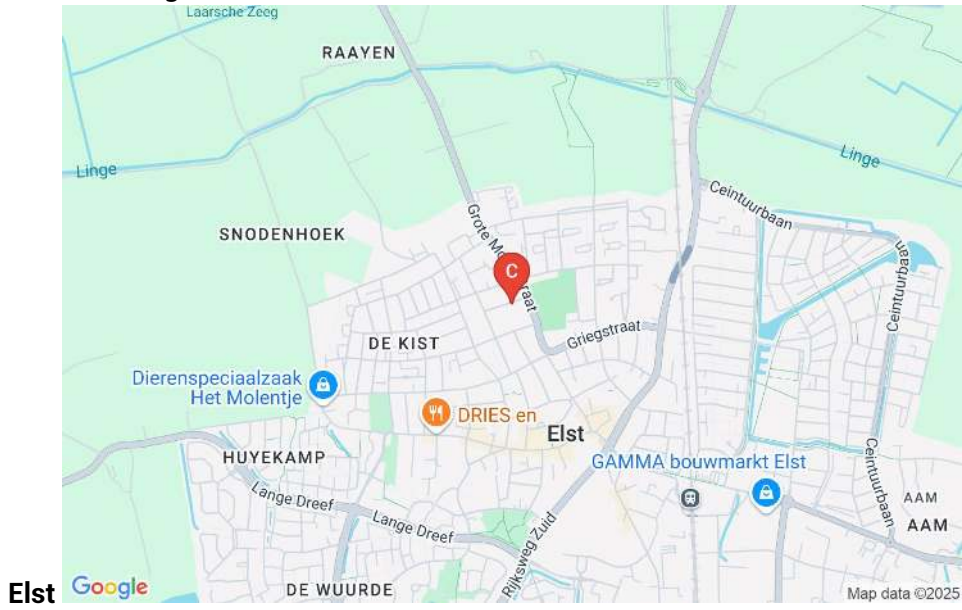 Laarsche Zeeg
RAAYEN
Linge
Linge
Ceintuurbaan
Grote Mo
raat
SNODENHOEK
C
Ceintuurbaan
Griegstraat
DE KIST
Dierenspeciaalzaak
Het Molentje
DRIES en
Elst
HUYEKAMP
GAMMA bouwmarkt Elst
Ceintuurbaan
Lange Dreef
Lange Dreef
AAM
AAM
Rijksweg Zuid
DE WUURDE
Elst
Google
Map data ©2025